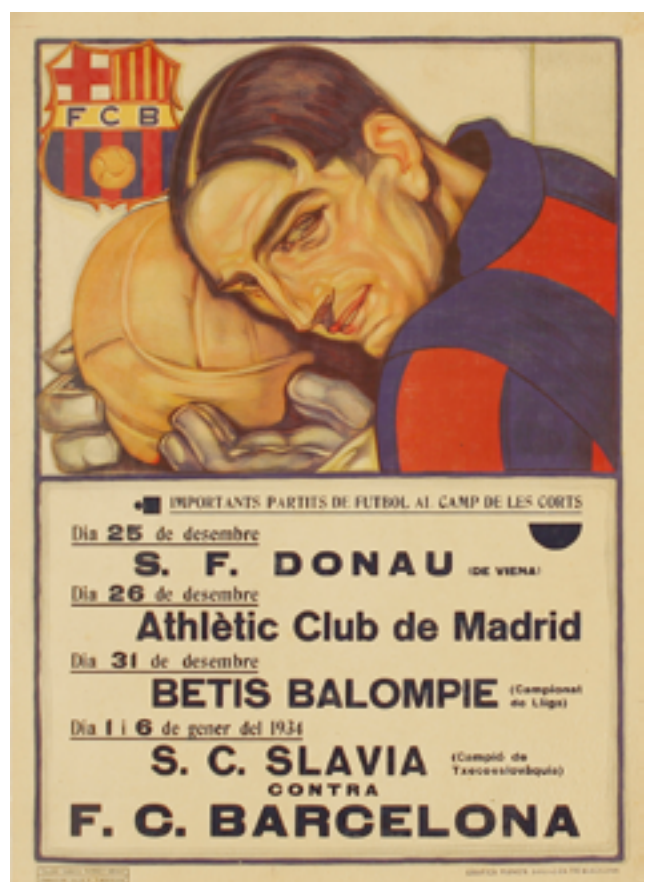 FCB
IMPORTANTS PARTITS DE FUTBOL AL CAMP DE LES CORTS
Dia 25 de desembre
S. F. DONAU (DE VIENA)
Dia 26 de desembre
Athlètic Club de Madrid
Dia 31 de desembre
BETIS BALOMPIE (Campionat
de Lliga)
Dia 1 i 6 de gener del 1934
S. C. SLAVIA (Campió de
Txecoeslovàquia)
CONTRA
F. C. BARCELONA